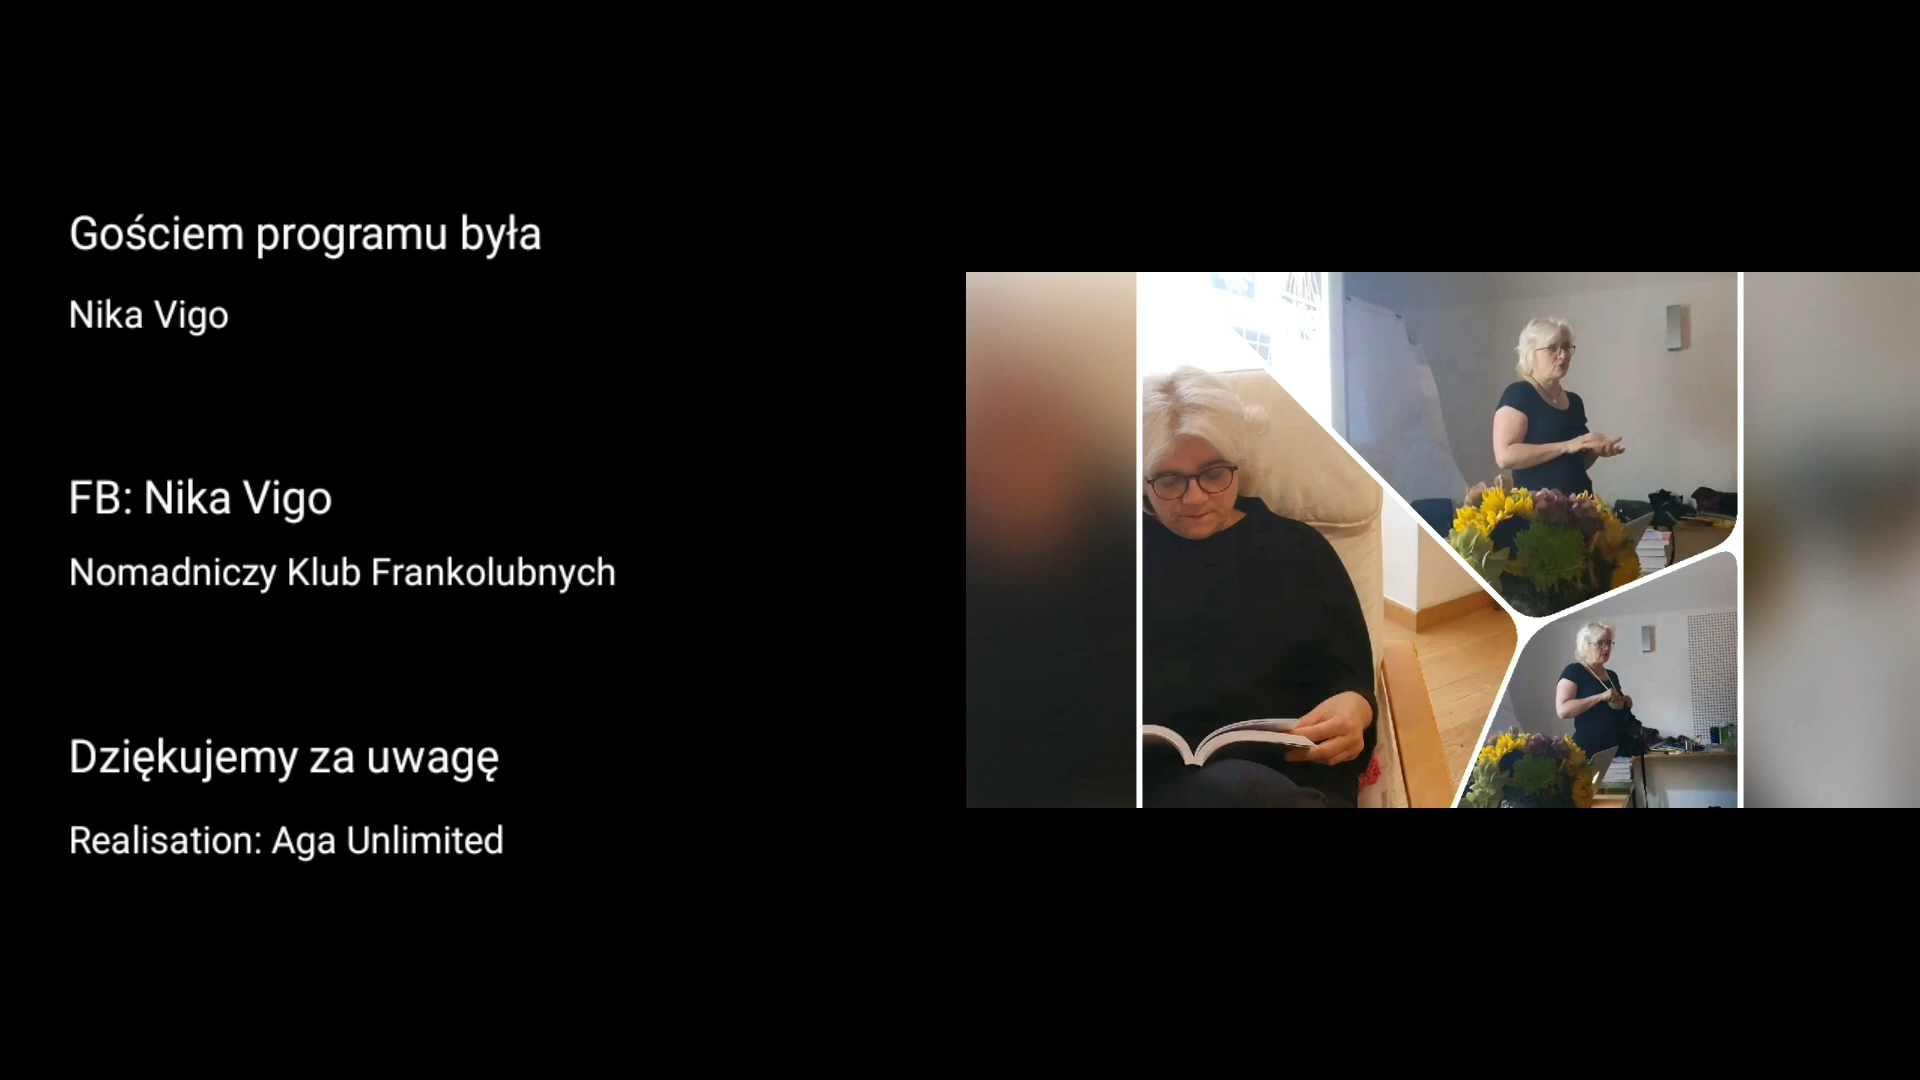 Gościem programu była
Nika Vigo
FB: Nika Vigo
Nomadniczy Klub Frankolubnych
Dziękujemy za uwagę
Realisation: Aga Unlimited